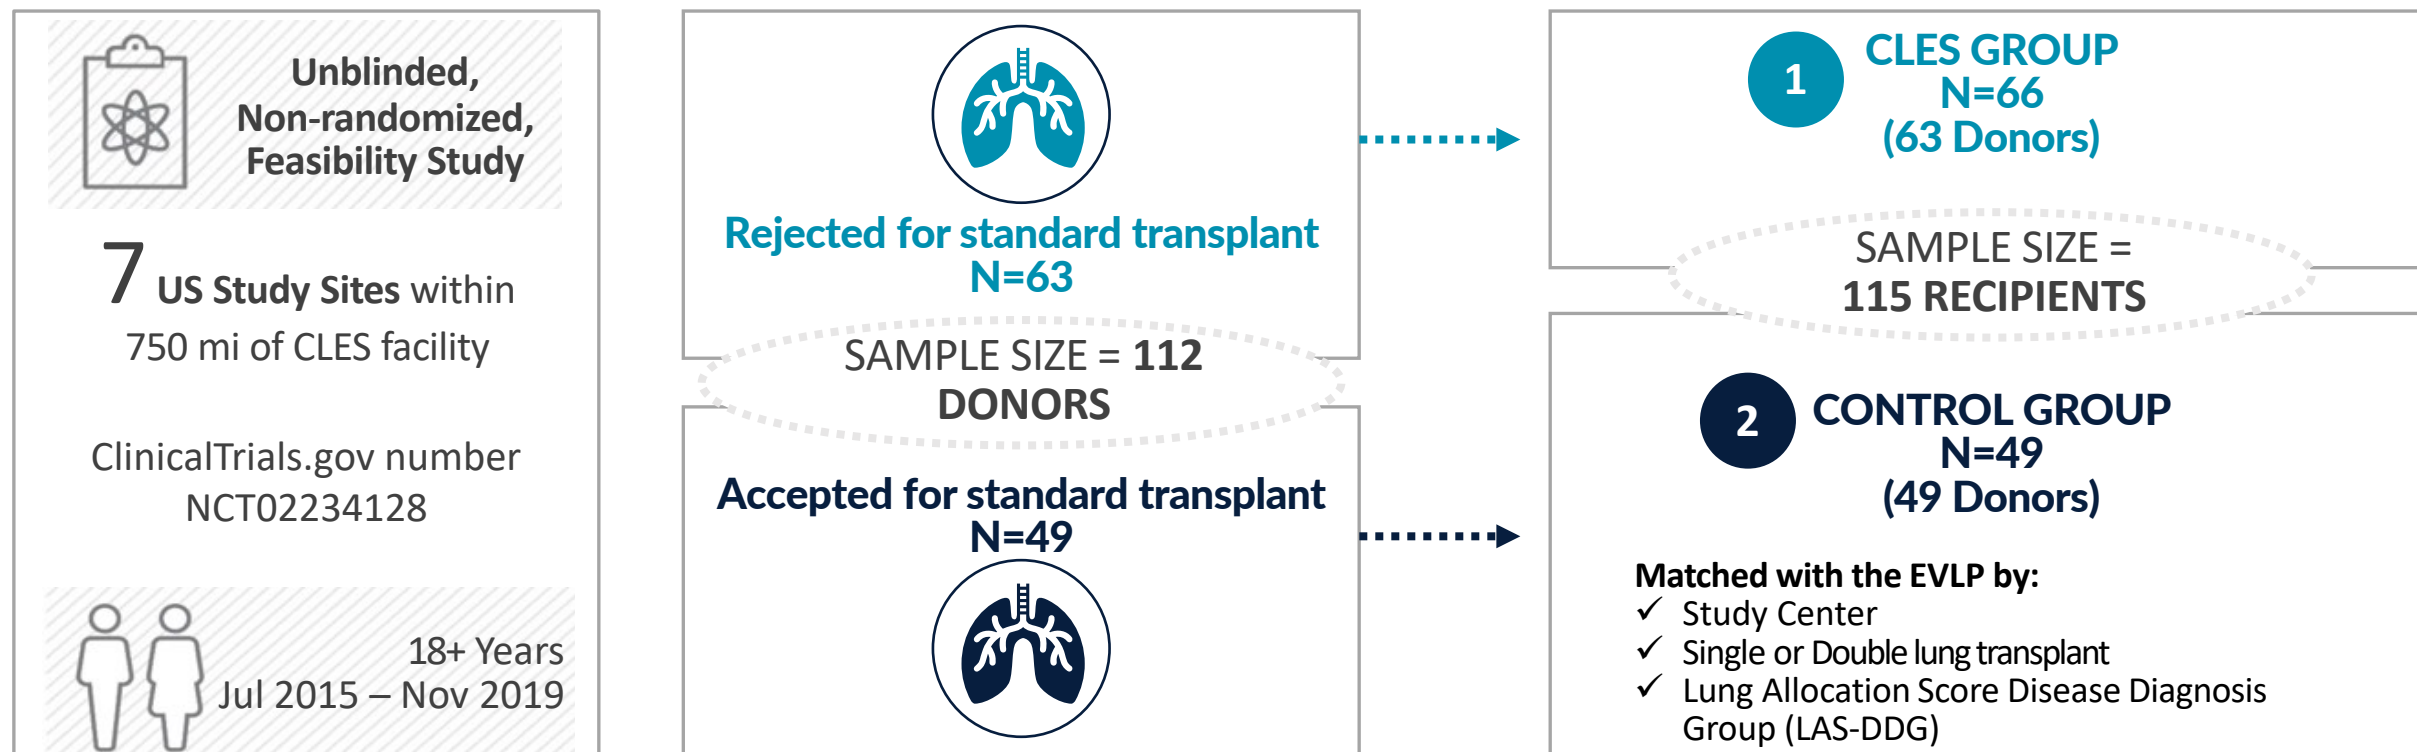 Unblinded,
Non-randomized,
Feasibility Study
7 US Study Sites within
750 mi of CLES facility
ClinicalTrials.gov number
NCT02234128
18+ Years
Jul 2015 – Nov 2019
Rejected for standard transplant
N=63
SAMPLE SIZE = 112
DONORS
Accepted for standard transplant
N=49
1
CLES GROUP
N=66
(63 Donors)
SAMPLE SIZE =
115 RECIPIENTS
2
CONTROL GROUP
N=49
(49 Donors)
Matched with the EVLP by:
✓ Study Center
✓ Single or Double lung transplant
✓ Lung Allocation Score Disease Diagnosis
Group (LAS-DDG)